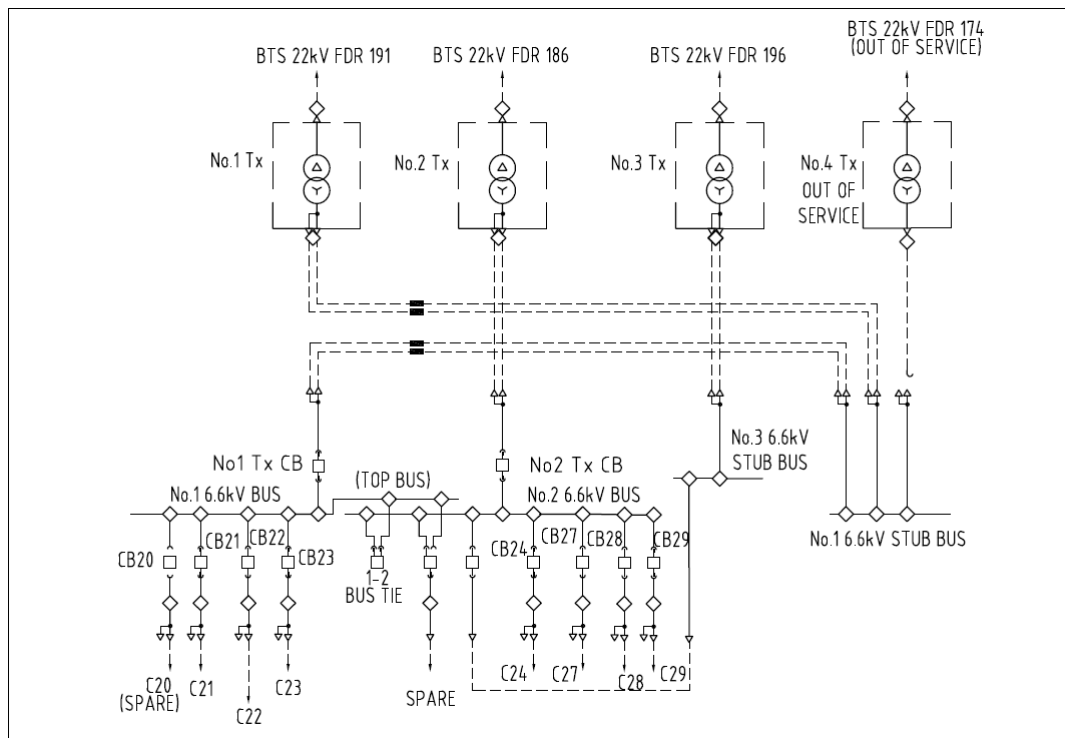 BTS 22kV FDR 191
BTS 22kV FDR 186
BTS 22kV FDR 196
BTS 22kV FDR 174
(OUT OF SERVICE)
No.1 Tx
No.2 Tx
No.3 Tx
No.4 Tx
OUT OF
SERVICE
No1 Tx CB
No2 Tx CB
No.3 6.6kV
STUB BUS
(TOP BUS)
No.1 6.6kV BUS
No.2 6.6kV BUS
No.1 6.6kV STUB BUS
CB20
CB21
CB22
CB23
1-2
BUS TIE
CB24
CB27
CB28
CB29
C20
(SPARE)
C21
C22
C23
SPARE
C24
C27
C28
C29